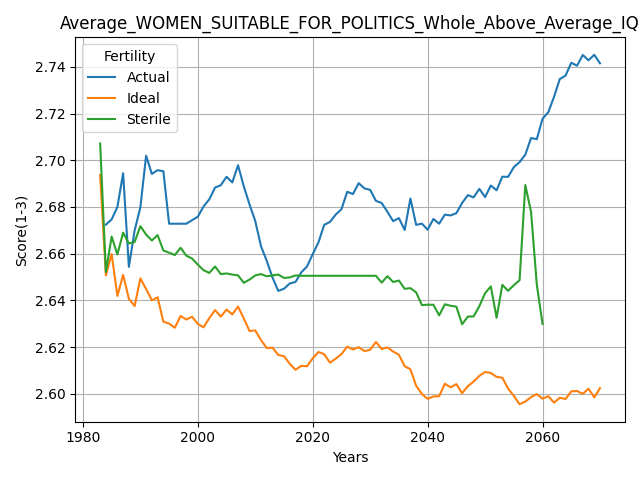 Average_WOMEN_SUITABLE_FOR_POLITICS_Whole_Above_Average_IQ
Fertility
Actual
Ideal
Sterile
Score(1-3)
2.74
2.72
2.70
2.68
2.66
2.64
2.62
2.60
1980
2000
2020
2040
2060
Years